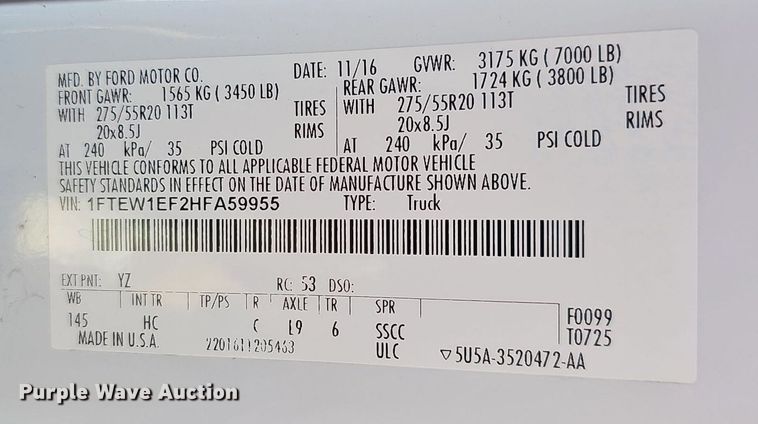 MFD. BY FORD MOTOR CO. DATE: 11/16 GVWR: 3175 KG ( 7000 LB)
FRONT GAWR: 1565 KG ( 3450 LB) REAR GAWR: 1724 KG ( 3800 LB)
WITH 275/55R20 113T TIRES WITH 275/55R20 113T TIRES
20x8.5J RIMS 20x8.5J RIMS
AT 240 kPa/ 35 PSI COLD AT 240 kPa/ 35 PSI COLD
THIS VEHICLE CONFORMS TO ALL APPLICABLE FEDERAL MOTOR VEHICLE
SAFETY STANDARDS IN EFFECT ON THE DATE OF MANUFACTURE SHOWN ABOVE.
VIN: 1FTEW1EF2HFA59955 TYPE: Truck
EXT PNT: YZ RC: 53 DSO:
WB INT TR TP/PS R AXLE TR SPR F0099
145 HC 6 SSCC T0725
MADE IN U.S.A. ULC ▽5U5A-3520472-AA
Purple Wave Auction